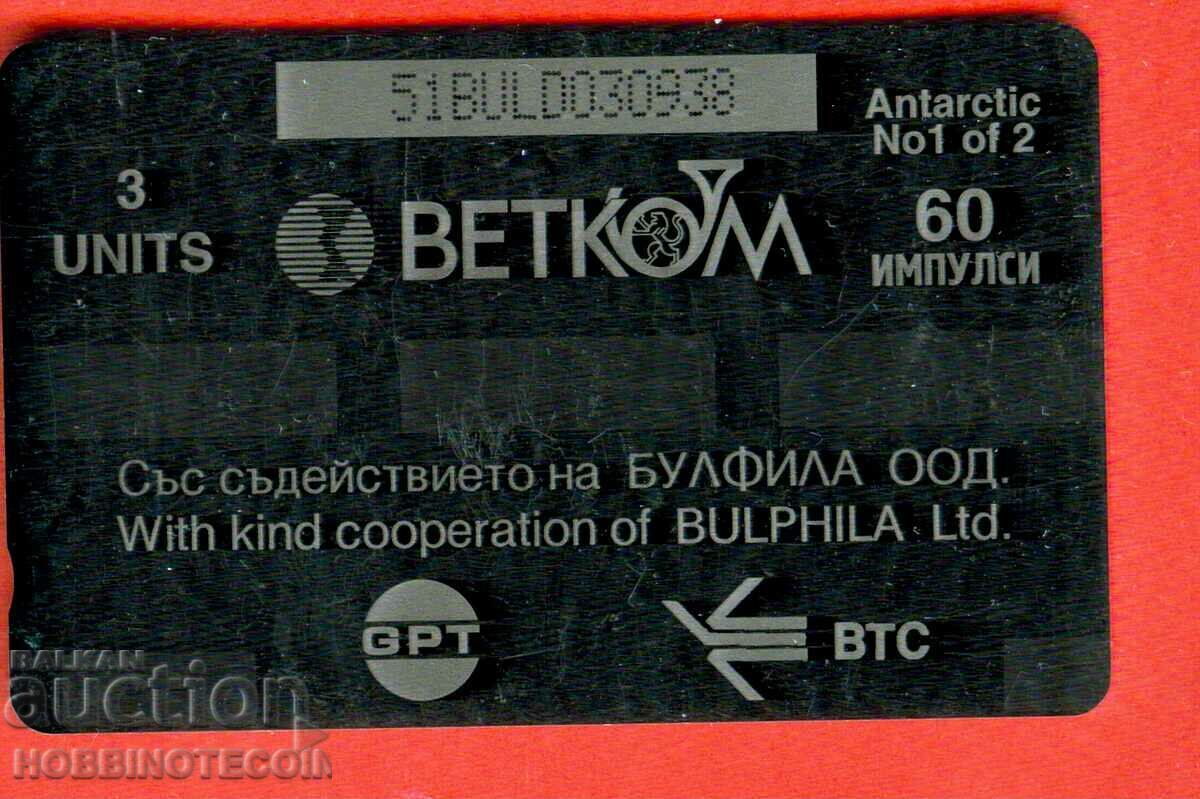 51BULD030938
Antarctic
No1 of 2
3
UNITS
ВЕТКОМ
60
ИМПУЛСИ
Със съдействието на БУЛФИЛА ООД.
With kind cooperation of BULPHILA Ltd.
GPT
BTC
BALKAN
auction
HOBBINOTECOIN